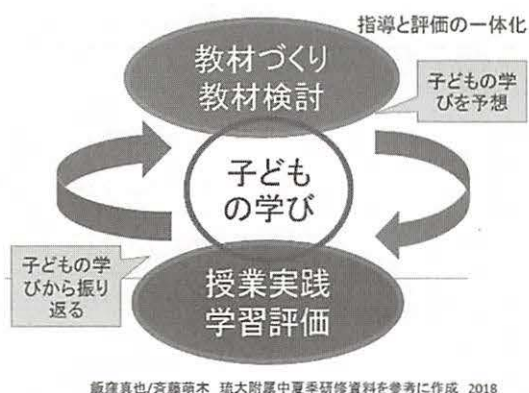 指導と評価の一体化
教材づくり
教材検討
子どもの学
びを予想
子ども
の学び
子どもの学
びから振り
返る
授業実践
学習評価
飯窪真也/斉藤萌木 琉大附属中夏季研修資料を参考に作成 2018